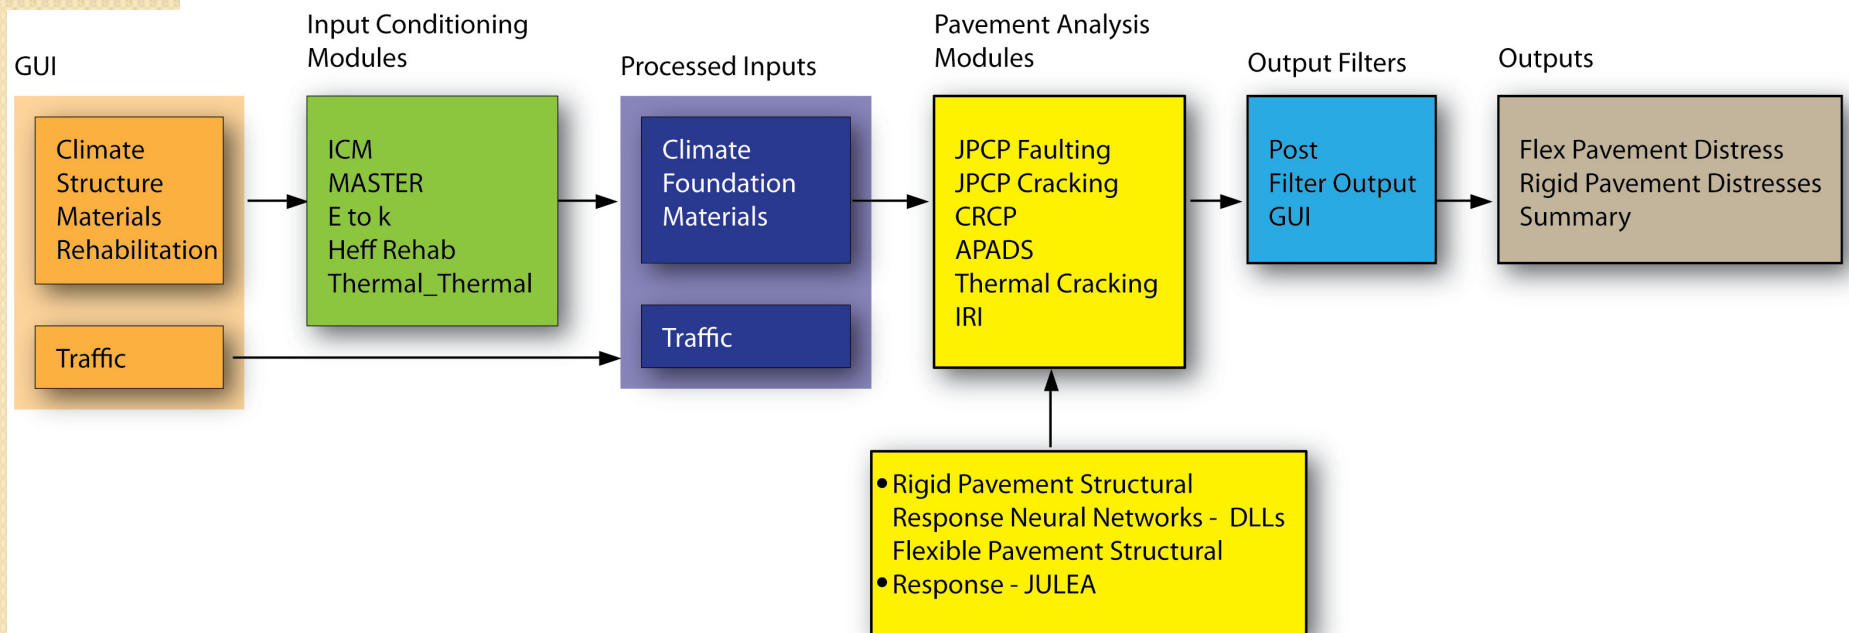 GUI
Climate
Structure
Materials
Rehabilitation
Traffic
Input Conditioning
Modules
ICM
MASTER
E to k
Heff Rehab
Thermal_Thermal
Processed Inputs
Climate
Foundation
Materials
Traffic
Pavement Analysis
Modules
JPCP Faulting
JPCP Cracking
CRCP
APADS
Thermal Cracking
IRI
• Rigid Pavement Structural
Response Neural Networks - DLLs
Flexible Pavement Structural
• Response - JULEA
Output Filters
Post
Filter Output
GUI
Outputs
Flex Pavement Distress
Rigid Pavement Distresses
Summary